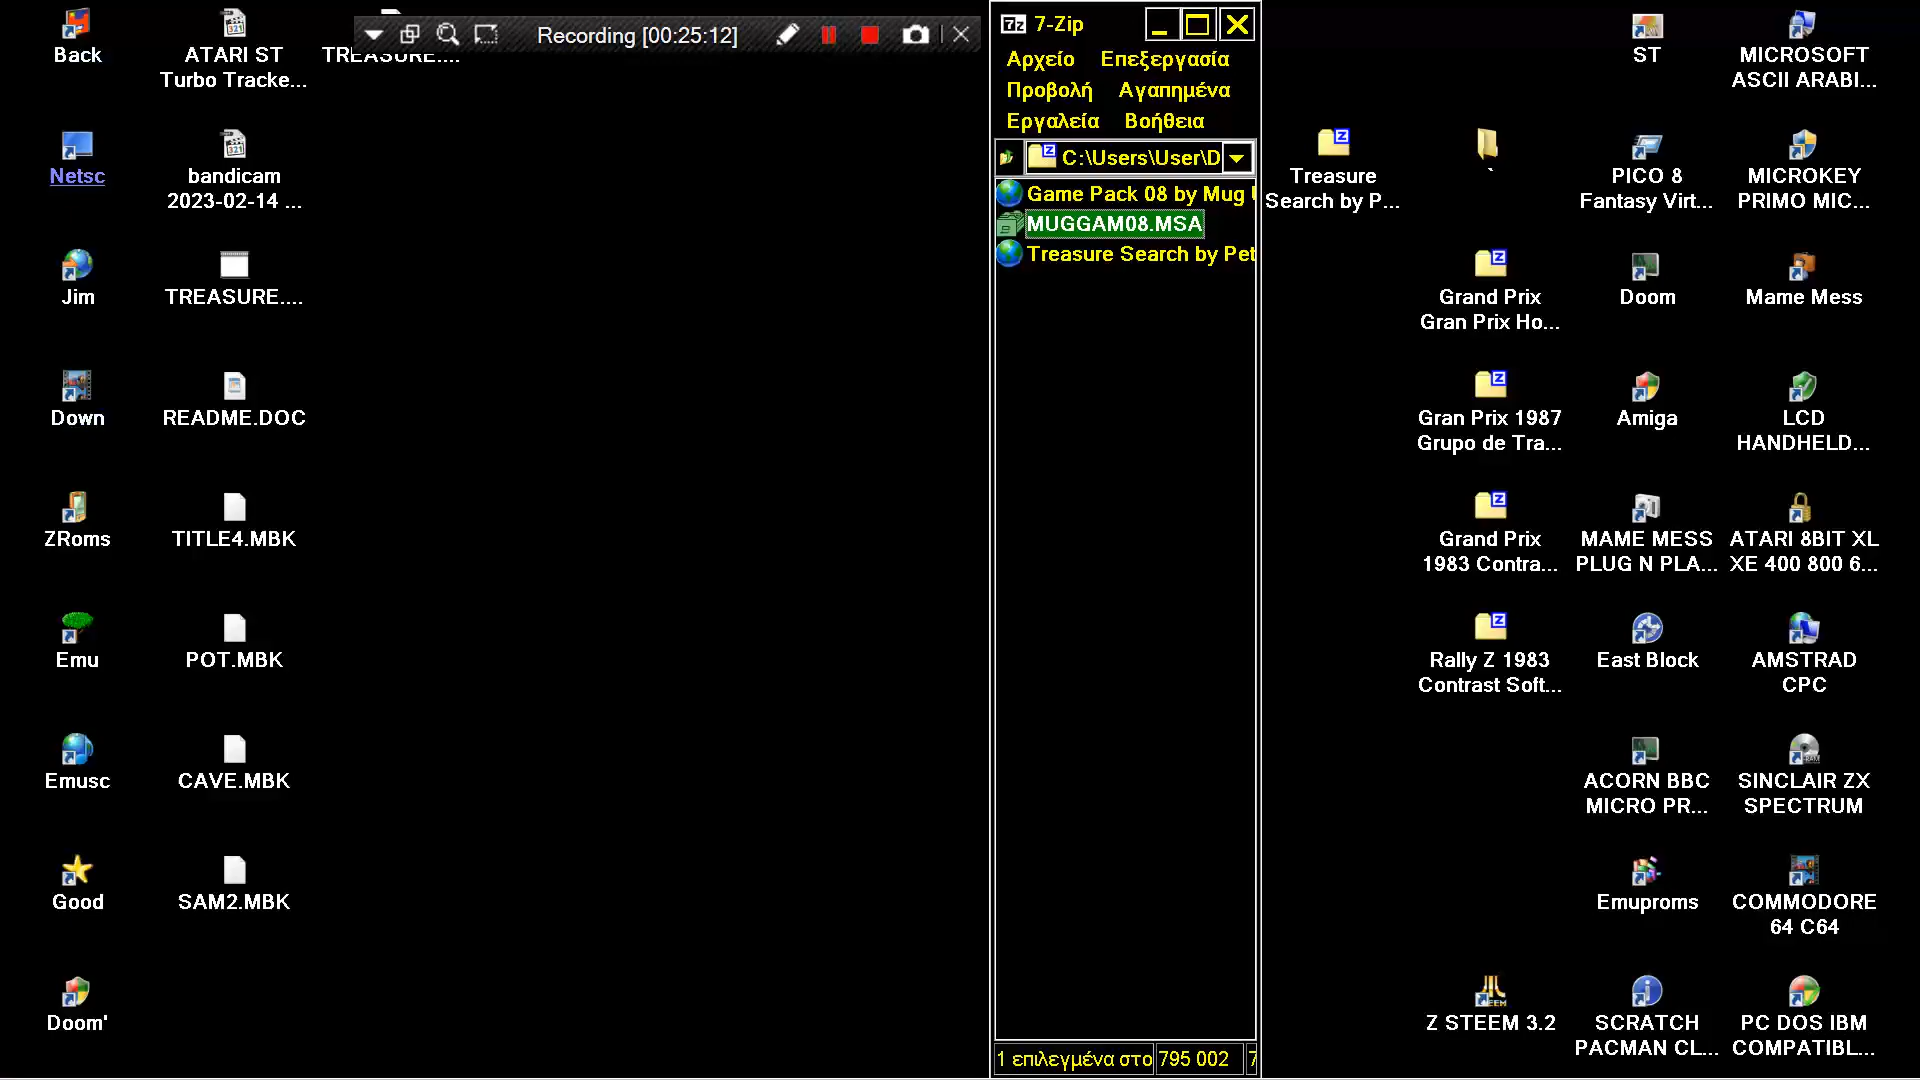 Recording [00:25:12]
Back
ATARI ST
Turbo Tracke...
TREASURE....
Netsc
bandicam
2023-02-14 ...
Jim
TREASURE....
Down
README.DOC
ZRoms
TITLE4.MBK
Emu
POT.MBK
Emusc
CAVE.MBK
Good
SAM2.MBK
Doom'
7-Zip
Αρχείο Επεξεργασία
Προβολή Αγαπημένα
Εργαλεία Βοήθεια
C:\Users\User\D
Game Pack 08 by Mug
MUGGAM08.MSA
Treasure Search by Pet
1 επιλεγμένα στο 795 002 7
Treasure
Search by P...
`
Grand Prix
Gran Prix Ho...
Gran Prix 1987
Grupo de Tra...
Grand Prix
1983 Contra...
Rally Z 1983
Contrast Soft...
Z STEEM 3.2
ST
PICO 8
Fantasy Virt...
Doom
Amiga
MAME MESS
PLUG N PLA...
East Block
ACORN BBC
MICRO PR...
Emuproms
SCRATCH
PACMAN CL...
MICROSOFT
ASCII ARABI...
MICROKEY
PRIMO MIC...
Mame Mess
LCD
HANDHELD...
ATARI 8BIT XL
XE 400 800 6...
AMSTRAD
CPC
SINCLAIR ZX
SPECTRUM
COMMODORE
64 C64
PC DOS IBM
COMPATIBL...